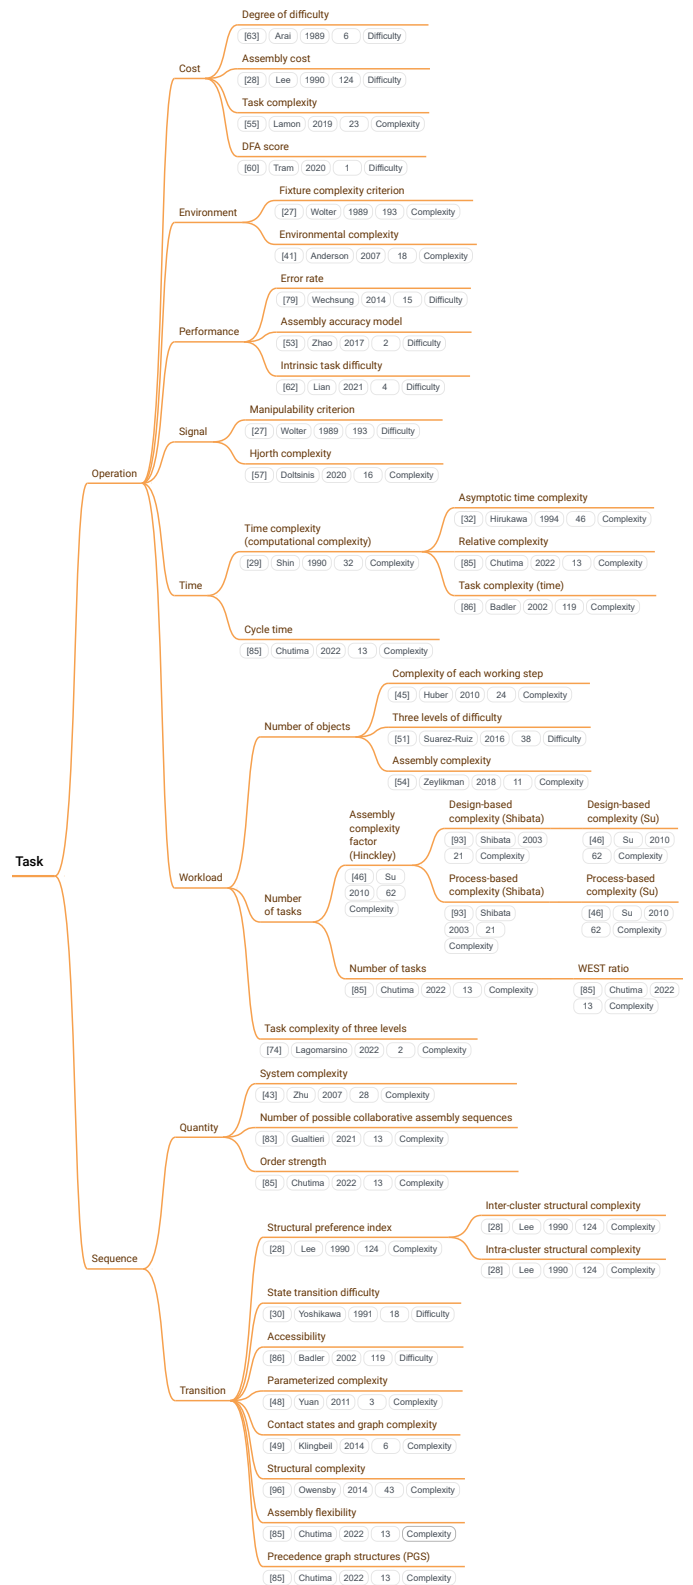 Task
Operation
Cost
Degree of difficulty
[63] Arai 1989 6 Difficulty
Assembly cost
[28] Lee 1990 124 Difficulty
Task complexity
[55] Lamon 2019 23 Complexity
DFA score
[60] Tram 2020 1 Difficulty
Environment
Fixture complexity criterion
[27] Wolter 1989 193 Complexity
Environmental complexity
[41] Anderson 2007 18 Complexity
Performance
Error rate
[79] Wechsung 2014 15 Difficulty
Assembly accuracy model
[53] Zhao 2017 2 Difficulty
Intrinsic task difficulty
[62] Lian 2021 4 Difficulty
Signal
Manipulability criterion
[27] Wolter 1989 193 Difficulty
Hjorth complexity
[57] Doltsinis 2020 16 Complexity
Time
Time complexity
(computational complexity)
[29] Shin 1990 32 Complexity
Asymptotic time complexity
[32] Hirukawa 1994 46 Complexity
Relative complexity
[85] Chutima 2022 13 Complexity
Task complexity (time)
[86] Badler 2002 119 Complexity
Cycle time
[85] Chutima 2022 13 Complexity
Workload
Number of objects
Complexity of each working step
[45] Huber 2010 24 Complexity
Three levels of difficulty
[51] Suarez-Ruiz 2016 38 Difficulty
Assembly complexity
[54] Zeylikman 2018 11 Complexity
Number
of tasks
Assembly
complexity
factor
(Hinckley)
[46] Su
2010 62
Complexity
Design-based
complexity (Shibata)
[93] Shibata 2003
21 Complexity
Design-based
complexity (Su)
[46] Su 2010
62 Complexity
Process-based
complexity (Shibata)
[93] Shibata
2003 21
Complexity
Process-based
complexity (Su)
[46] Su 2010
62 Complexity
Number of tasks
[85] Chutima 2022 13 Complexity
WEST ratio
[85] Chutima 2022
13 Complexity
Task complexity of three levels
[74] Lagomarsino 2022 2 Complexity
Sequence
Quantity
System complexity
[43] Zhu 2007 28 Complexity
Number of possible collaborative assembly sequences
[83] Gualtieri 2021 13 Complexity
Order strength
[85] Chutima 2022 13 Complexity
Transition
Structural preference index
[28] Lee 1990 124 Complexity
Inter-cluster structural complexity
[28] Lee 1990 124 Complexity
Intra-cluster structural complexity
[28] Lee 1990 124 Complexity
State transition difficulty
[30] Yoshikawa 1991 18 Difficulty
Accessibility
[86] Badler 2002 119 Difficulty
Parameterized complexity
[48] Yuan 2011 3 Complexity
Contact states and graph complexity
[49] Klingbeil 2014 6 Complexity
Structural complexity
[96] Owensby 2014 43 Complexity
Assembly flexibility
[85] Chutima 2022 13 Complexity
Precedence graph structures (PGS)
[85] Chutima 2022 13 Complexity